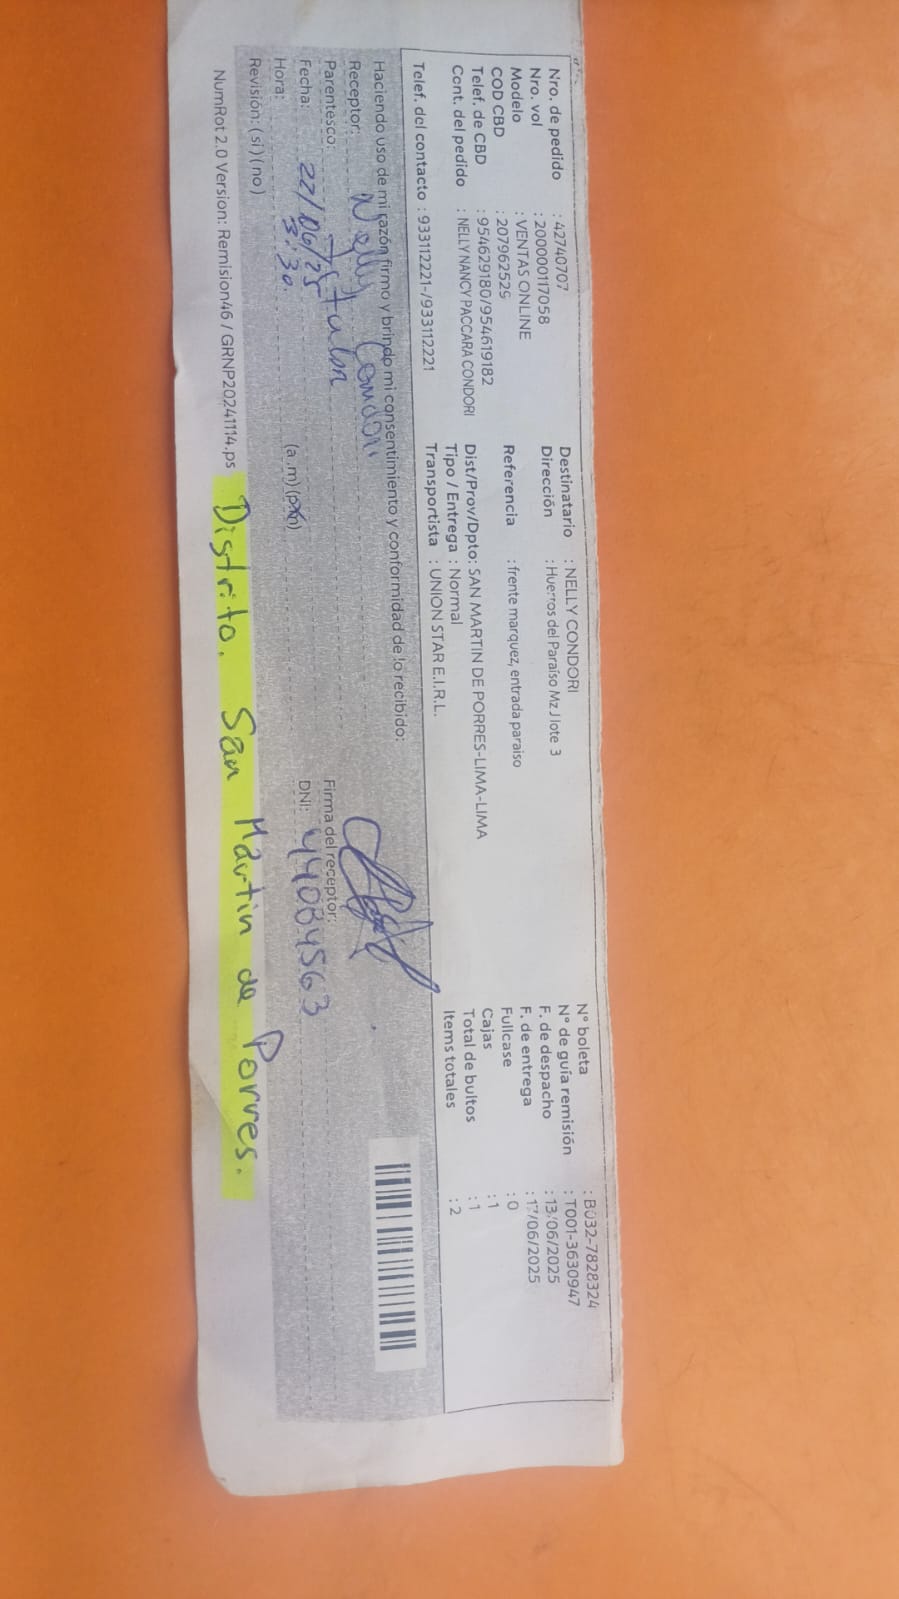 Nro. de pedido : 42740707
Nro. vol : 200000117058
Modelo : VENTAS ONLINE
COD CBD : 207962529
Telef. de CBD : 954629180/954619182
Cont. del pedido : NELLY NANCY PACCARA CONDORI
Telef. del contacto : 933112221-/933112221
Destinatario : NELLY CONDORI
Dirección : Huertos del Paraíso Mz J lote 3
Referencia : frente marquez, entrada paraiso
Dist/Prov/Dpto: SAN MARTIN DE PORRES-LIMA-LIMA
Tipo / Entrega : Normal
Transportista : UNION STAR E.I.R.L.
N° boleta : B032-7828324
N° de guía remisión : T001-3630947
F. de despacho : 13/06/2025
F. de entrega : 17/06/2025
Fullcase : 0
Cajas : 1
Total de bultos : 1
Items totales : 2
Haciendo uso de mi razón firmo y brindo mi consentimiento y conformidad de lo recibido:
Receptor: Nelly Condori
Parentesco: Titular
Fecha: 22/06/25
Hora: 3:30. (a.m)(pm)
Revisión: (si)(no)
Firma del receptor:
DNI: 44084563
NumRot 2.0 Version: Remision46 / GRNP20241114.ps
Distrito. San Martin de Porres.